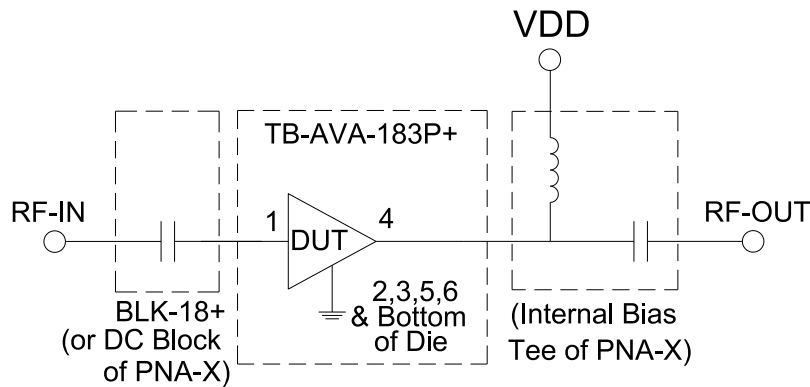 VDD
TB-AVA-183P+
RF-IN
1
DUT
4
RF-OUT
2,3,5,6
& Bottom
of Die
BLK-18+
(or DC Block
of PNA-X)
(Internal Bias
Tee of PNA-X)